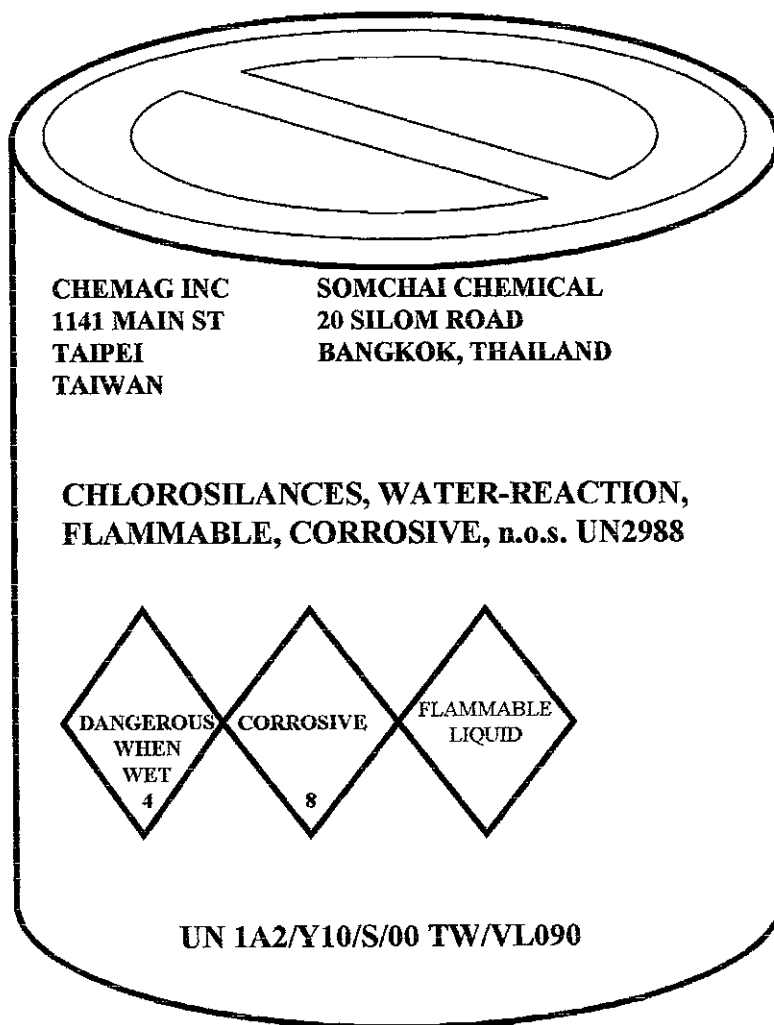 CHEMAG INC
1141 MAIN ST
TAIPEI
TAIWAN
SOMCHAI CHEMICAL
20 SILOM ROAD
BANGKOK, THAILAND
CHLOROSILANCES, WATER-REACTION,
FLAMMABLE, CORROSIVE, n.o.s. UN2988
DANGEROUS
WHEN
WET
4
CORROSIVE
8
FLAMMABLE
LIQUID
UN 1A2/Y10/S/00 TW/VL090